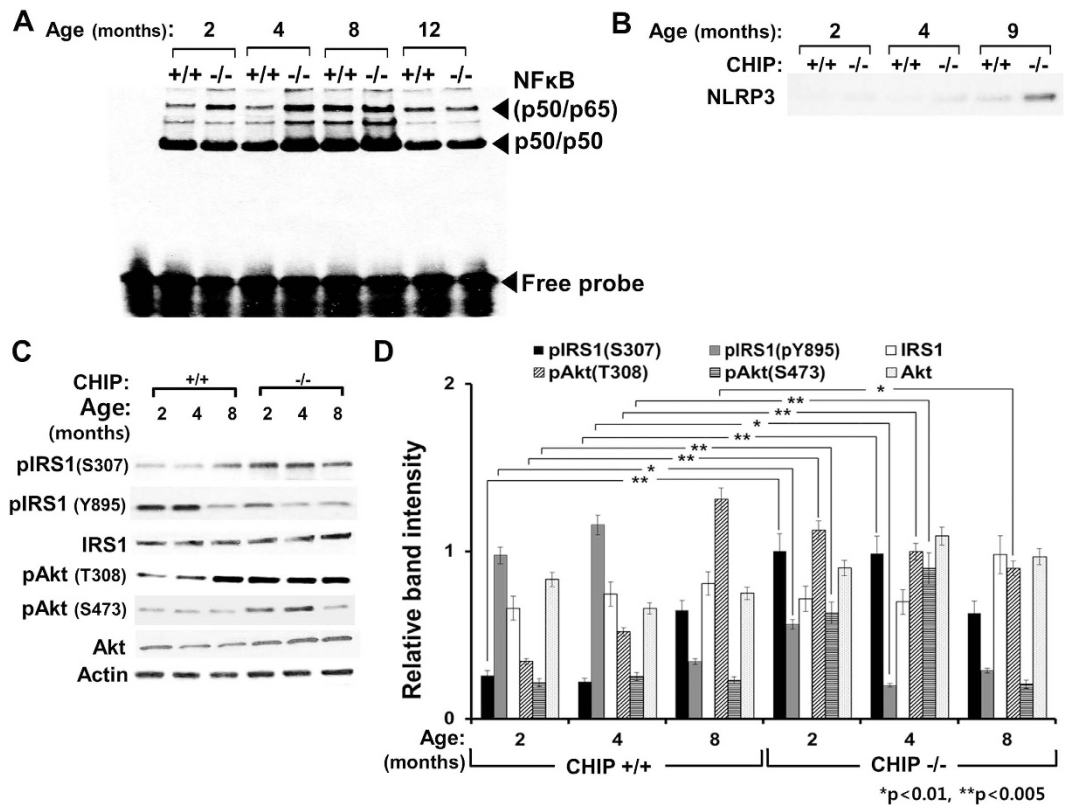 A
Age (months): 2 4 8 12
+/+ -/- +/+ -/- +/+ -/- +/+ -/-
NFκB
(p50/p65)
p50/p50
Free probe
B
Age (months): 2 4 9
CHIP: +/+ -/- +/+ -/- +/+ -/-
NLRP3
C
CHIP: +/+ -/-
Age: 2 4 8 2 4 8
(months)
pIRS1(S307)
pIRS1 (Y895)
IRS1
pAkt (T308)
pAkt (S473)
Akt
Actin
D
pIRS1(S307) pIRS1(pY895) IRS1
pAkt(T308) pAkt(S473) Akt
Relative band intensity
2
1
0
*
**
**
*
**
**
**
*
**
Age: 2 4 8 2 4 8
(months) CHIP +/+ CHIP -/-
*p<0.01, **p<0.005